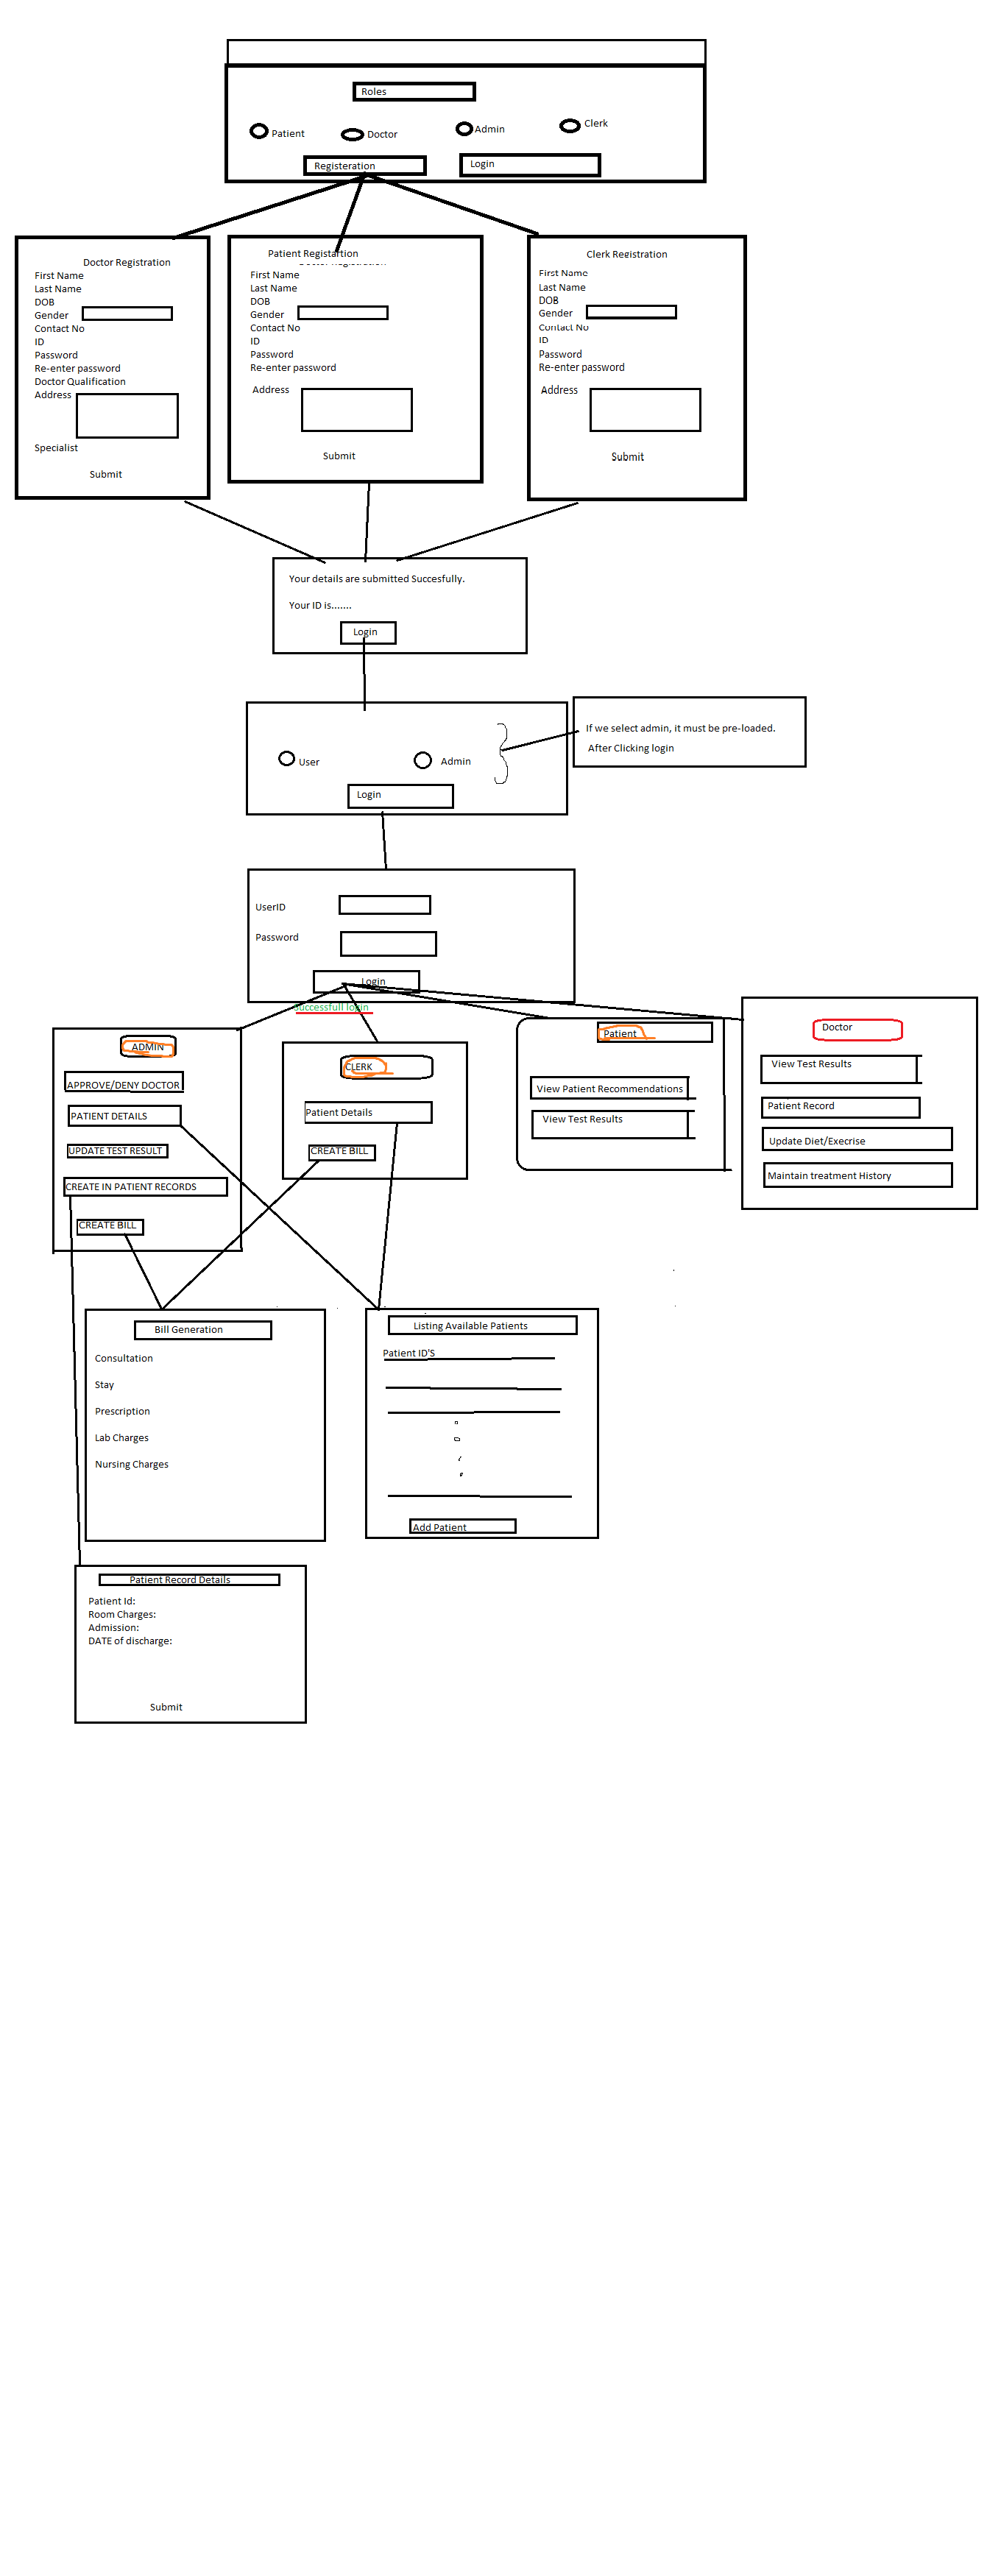 Roles
Patient
Doctor
Admin
Clerk
Registeration
Login
Doctor Registration
First Name
Last Name
DOB
Gender
Contact No
ID
Password
Re-enter password
Doctor Qualification
Address
Specialist
Submit
Patient Registartion
Doctor Registration
First Name
Last Name
DOB
Gender
Contact No
ID
Password
Re-enter password
Address
Submit
Clerk Registration
First Name
Last Name
DOB
Gender
Contact No
ID
Password
Re-enter password
Address
Submit
Your details are submitted Succesfully.
Your ID is.......
Login
User
Admin
Login
If we select admin, it must be pre-loaded.
After Clicking login
UserID
Password
Login
Successfull login
ADMIN
APPROVE/DENY DOCTOR
PATIENT DETAILS
UPDATE TEST RESULT
CREATE IN PATIENT RECORDS
CREATE BILL
CLERK
Patient Details
CREATE BILL
Patient
View Patient Recommendations
View Test Results
Doctor
View Test Results
Patient Record
Update Diet/Execrise
Maintain treatment History
Bill Generation
Consultation
Stay
Prescription
Lab Charges
Nursing Charges
Listing Available Patients
Patient ID'S
Add Patient
Patient Record Details
Patient Id:
Room Charges:
Admission:
DATE of discharge:
Submit